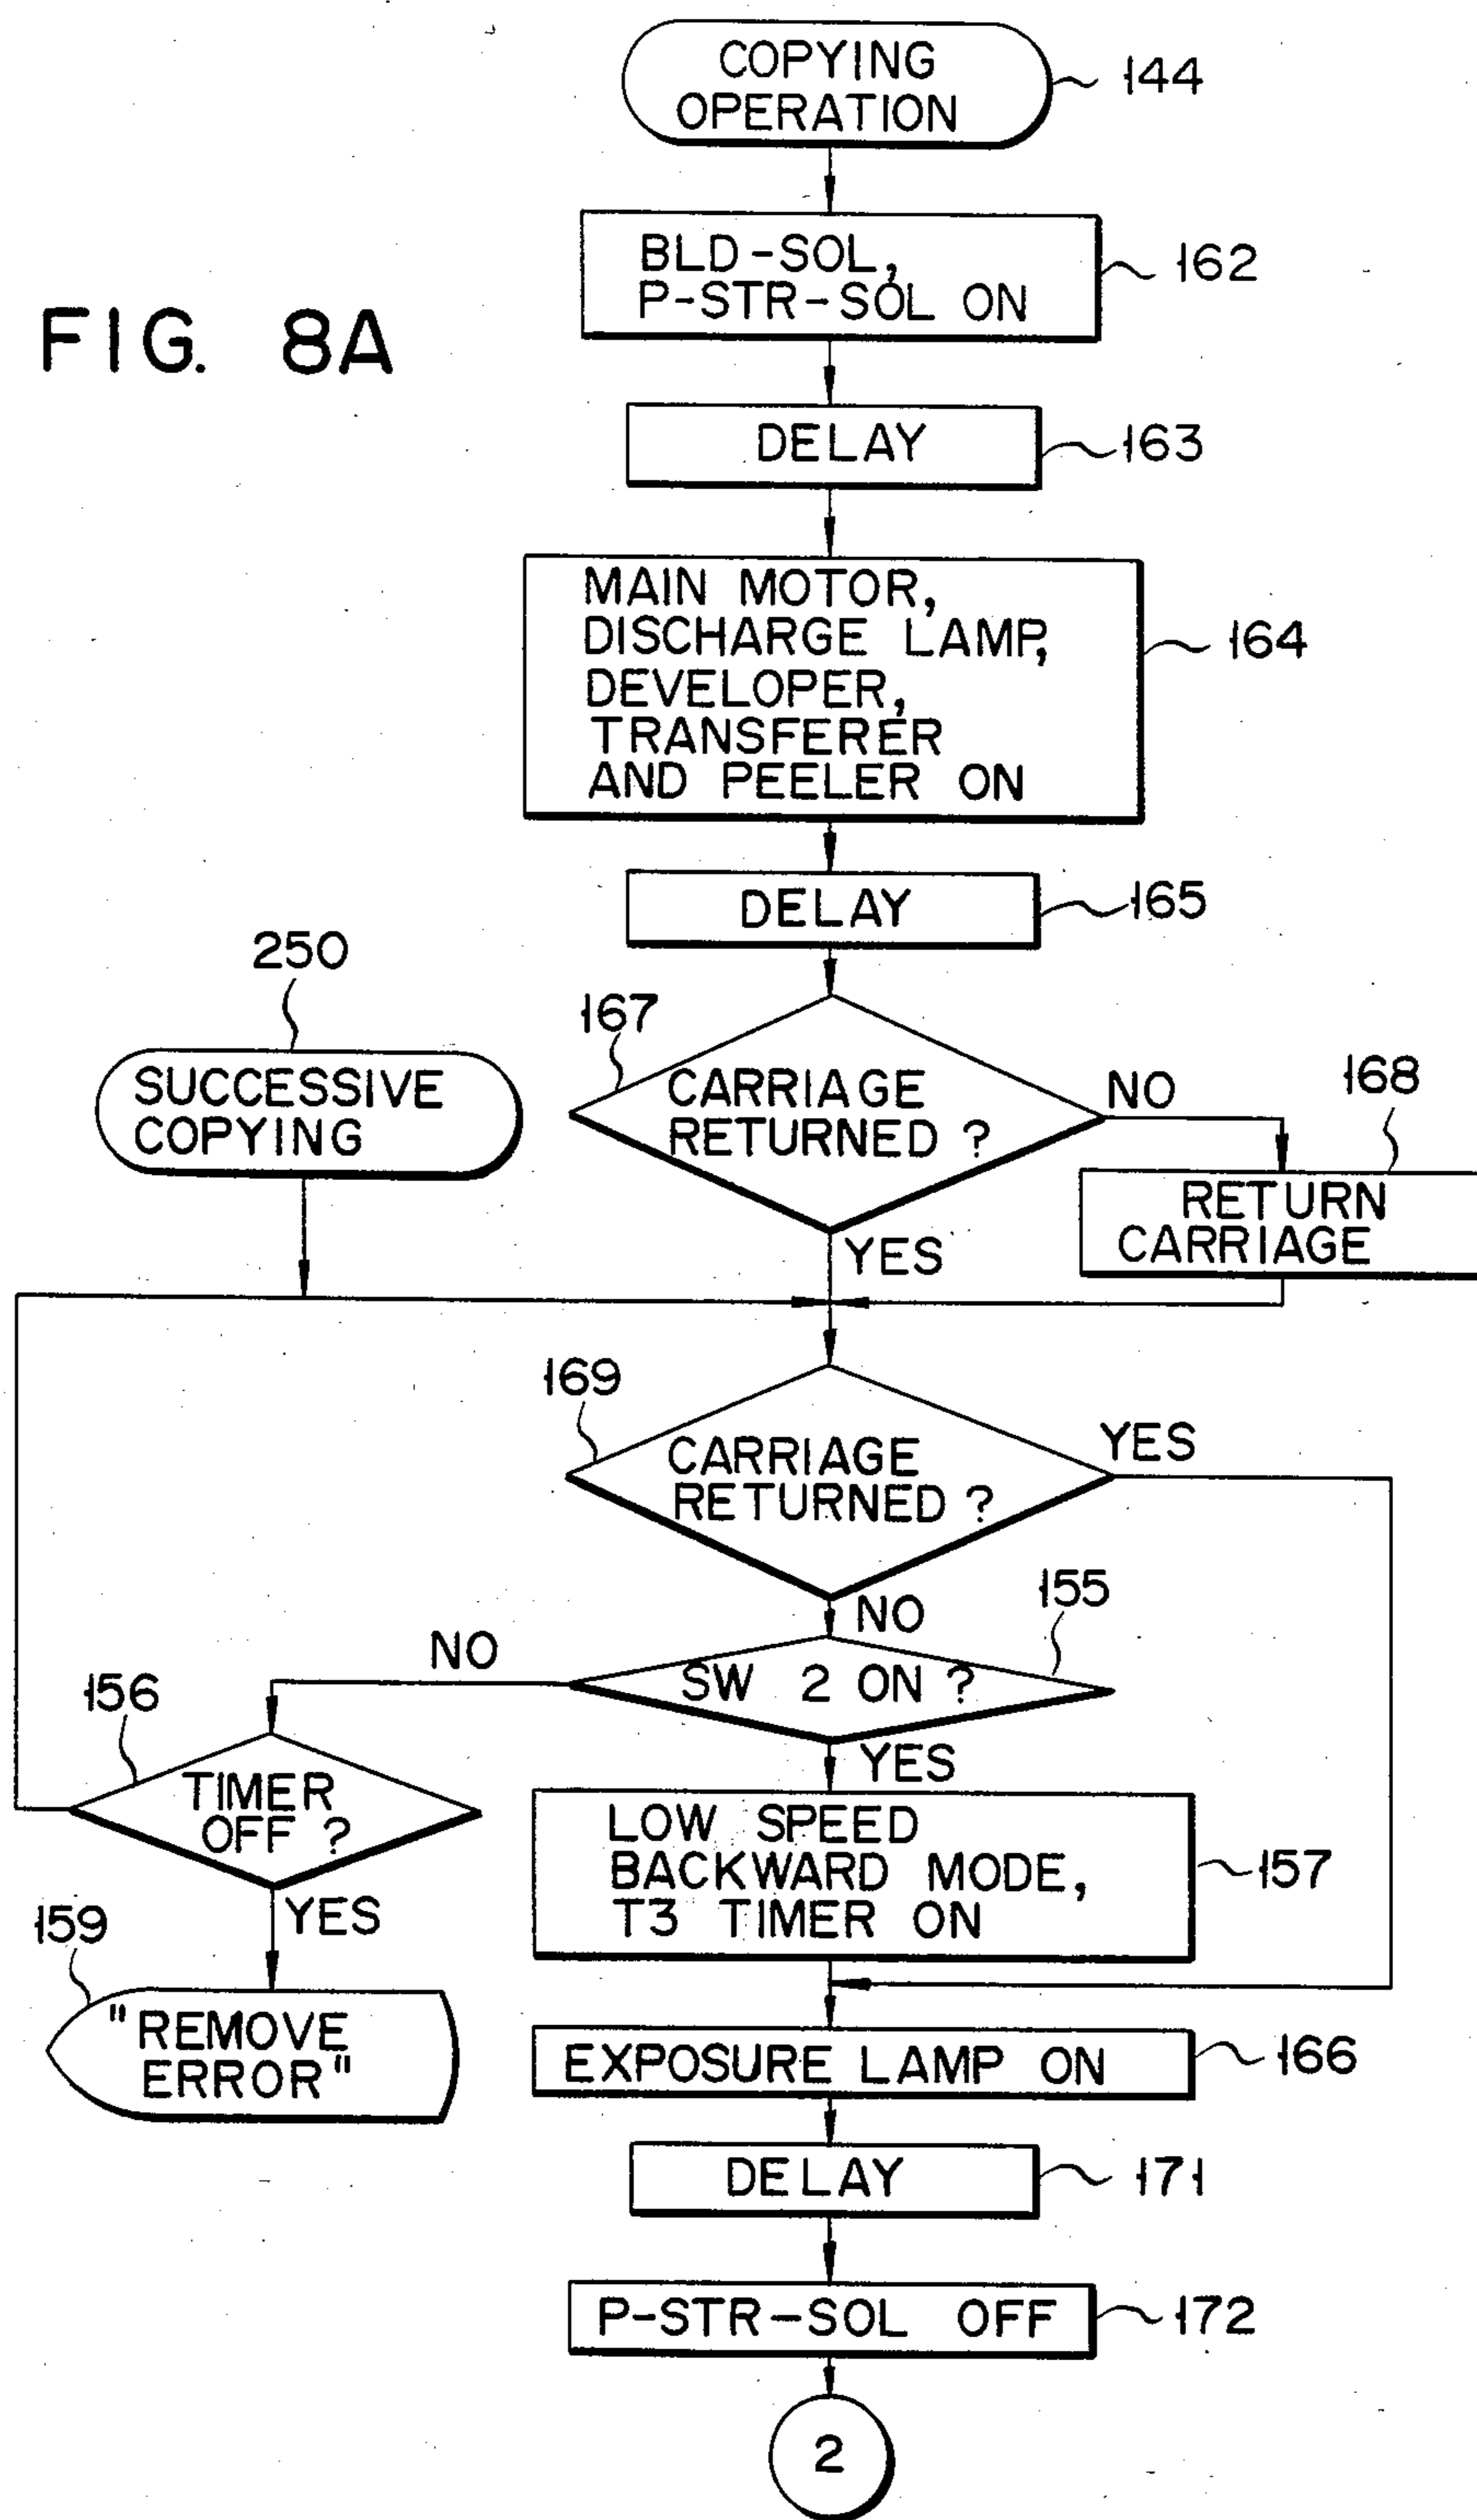 COPYING
OPERATION
144
BLD-SOL,
P-STR-SOL ON
162
FIG. 8A
DELAY
163
MAIN MOTOR,
DISCHARGE LAMP,
DEVELOPER,
TRANSFERER
AND PEELER ON
164
DELAY
165
250
SUCCESSIVE
COPYING
167
CARRIAGE
RETURNED ?
NO
168
RETURN
CARRIAGE
YES
169
CARRIAGE
RETURNED ?
YES
NO
155
SW 2 ON ?
NO
156
TIMER
OFF ?
YES
YES
LOW SPEED
BACKWARD MODE,
T3 TIMER ON
157
159
"REMOVE
ERROR"
EXPOSURE LAMP ON
166
DELAY
171
P-STR-SOL OFF
172
2